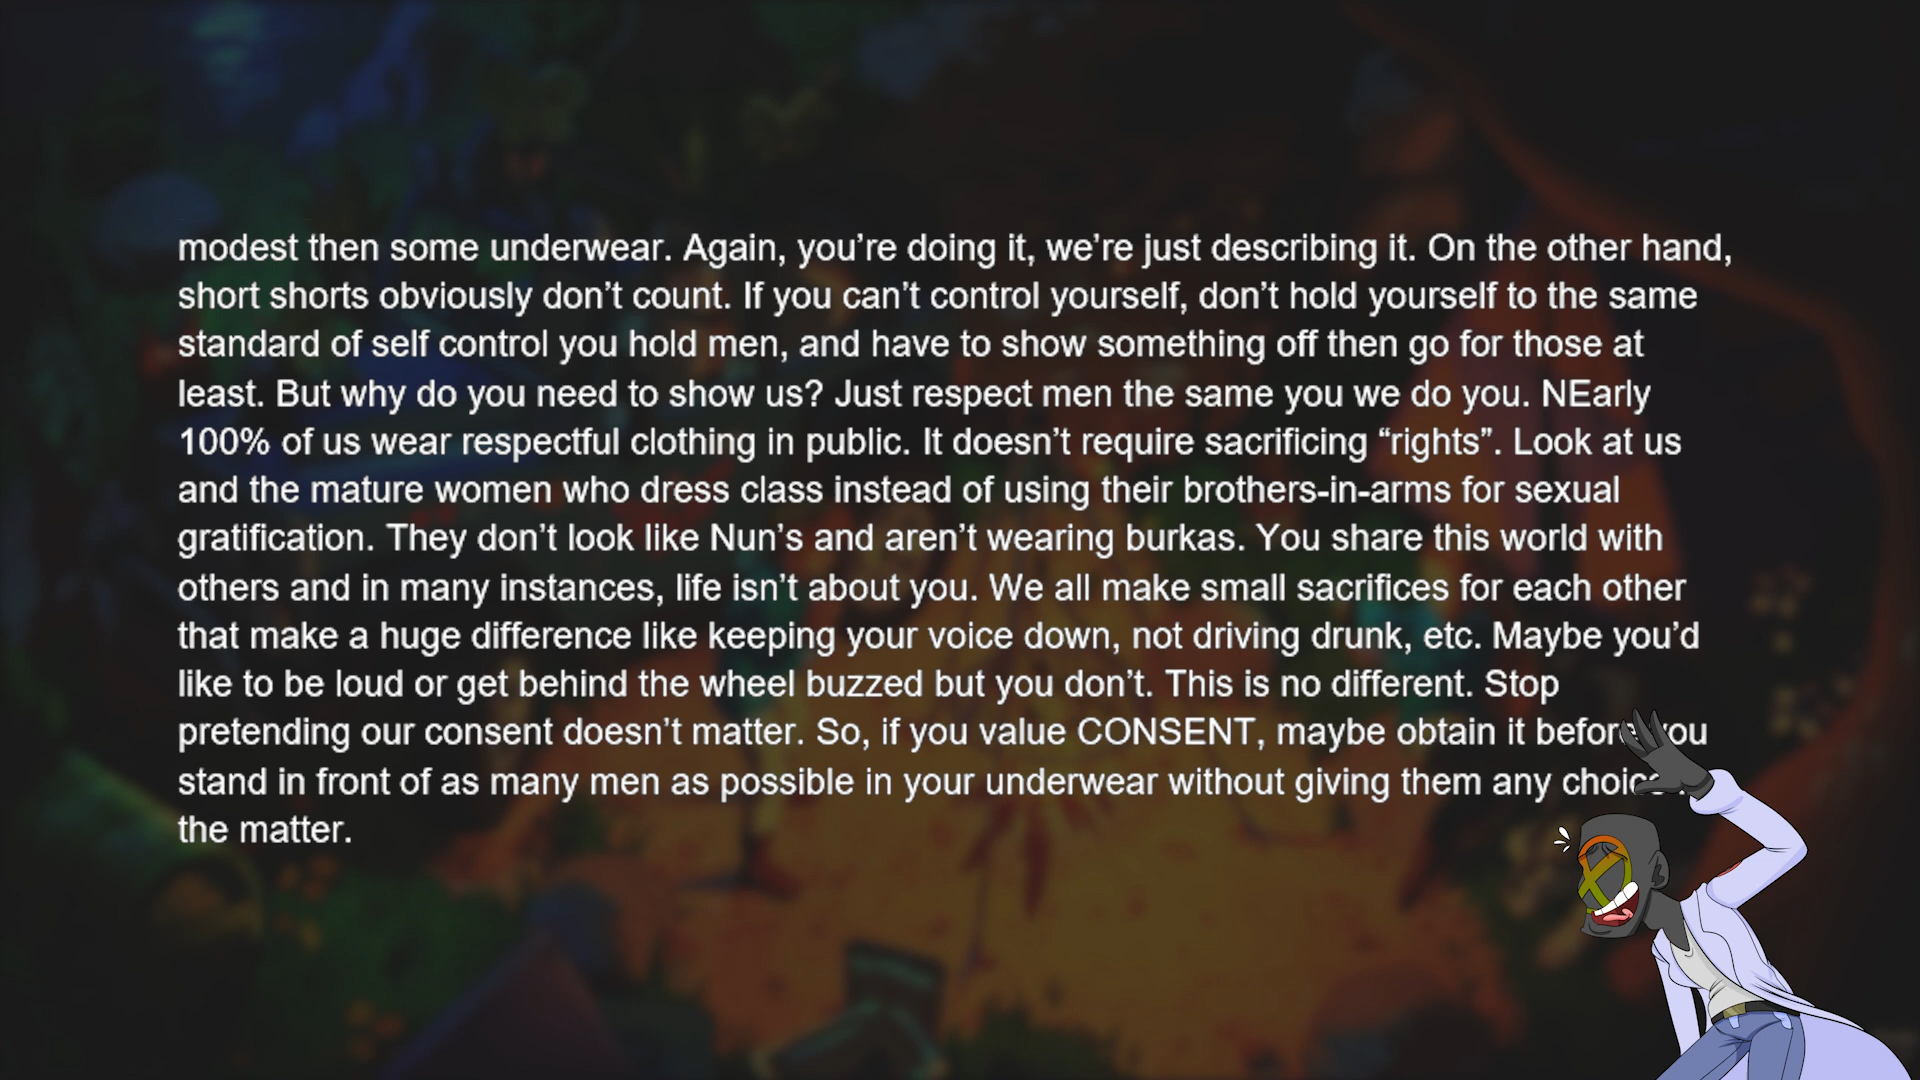 modest then some underwear. Again, you’re doing it, we’re just describing it. On the other hand,
short shorts obviously don’t count. If you can’t control yourself, don’t hold yourself to the same
standard of self control you hold men, and have to show something off then go for those at
least. But why do you need to show us? Just respect men the same you we do you. NEarly
100% of us wear respectful clothing in public. It doesn’t require sacrificing “rights”. Look at us
and the mature women who dress class instead of using their brothers-in-arms for sexual
gratification. They don’t look like Nun’s and aren’t wearing burkas. You share this world with
others and in many instances, life isn’t about you. We all make small sacrifices for each other
that make a huge difference like keeping your voice down, not driving drunk, etc. Maybe you’d
like to be loud or get behind the wheel buzzed but you don’t. This is no different. Stop
pretending our consent doesn’t matter. So, if you value CONSENT, maybe obtain it before you
stand in front of as many men as possible in your underwear without giving them any choice
the matter.